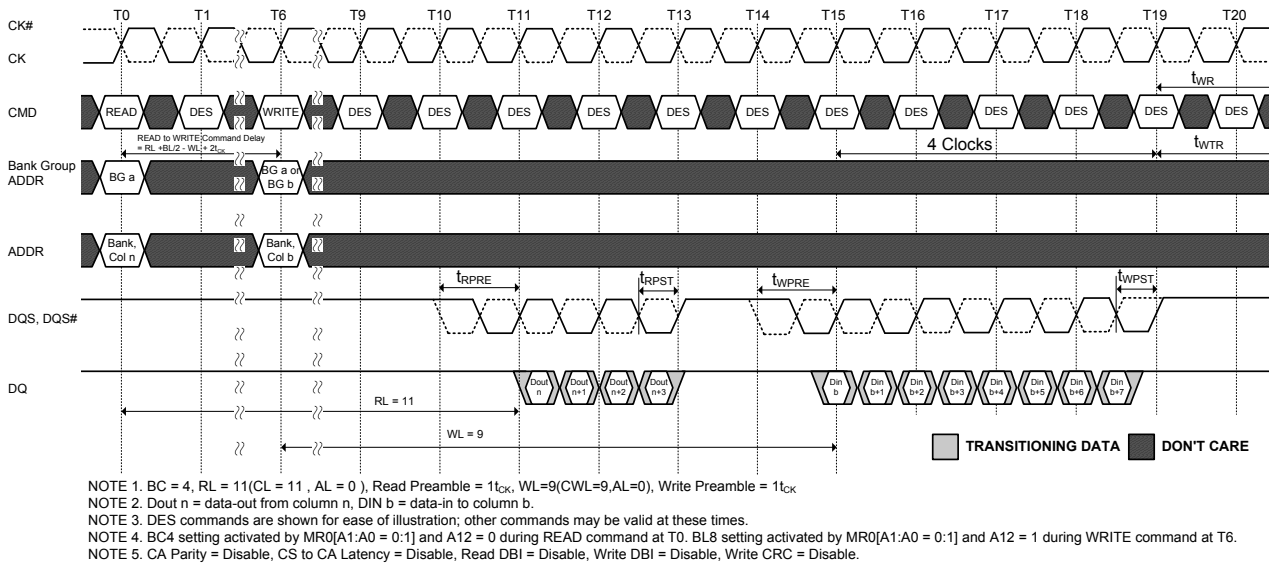 T0 T1 T6 T9 T10 T11 T12 T13 T14 T15 T16 T17 T18 T19 T20
CK#
CK
tWR
CMD READ DES WRITE DES DES DES DES DES DES DES DES DES DES DES DES
READ to WRITE Command Delay
= RL +BL/2 - WL + 2tCK
4 Clocks
tWTR
Bank Group
ADDR
BG a
BG a or
BG b
ADDR
Bank,
Col n
Bank,
Col b
tRPRE tRPST tWPRE tWPST
DQS, DQS#
DQ
Dout
n
Dout
n+1
Dout
n+2
Dout
n+3
Din
b
Din
b+1
Din
b+2
Din
b+3
Din
b+4
Din
b+5
Din
b+6
Din
b+7
RL = 11
WL = 9
TRANSITIONING DATA DON'T CARE
NOTE 1. BC = 4, RL = 11(CL = 11 , AL = 0 ), Read Preamble = 1tCK, WL=9(CWL=9,AL=0), Write Preamble = 1tCK
NOTE 2. Dout n = data-out from column n, DIN b = data-in to column b.
NOTE 3. DES commands are shown for ease of illustration; other commands may be valid at these times.
NOTE 4. BC4 setting activated by MR0[A1:A0 = 0:1] and A12 = 0 during READ command at T0. BL8 setting activated by MR0[A1:A0 = 0:1] and A12 = 1 during WRITE command at T6.
NOTE 5. CA Parity = Disable, CS to CA Latency = Disable, Read DBI = Disable, Write DBI = Disable, Write CRC = Disable.